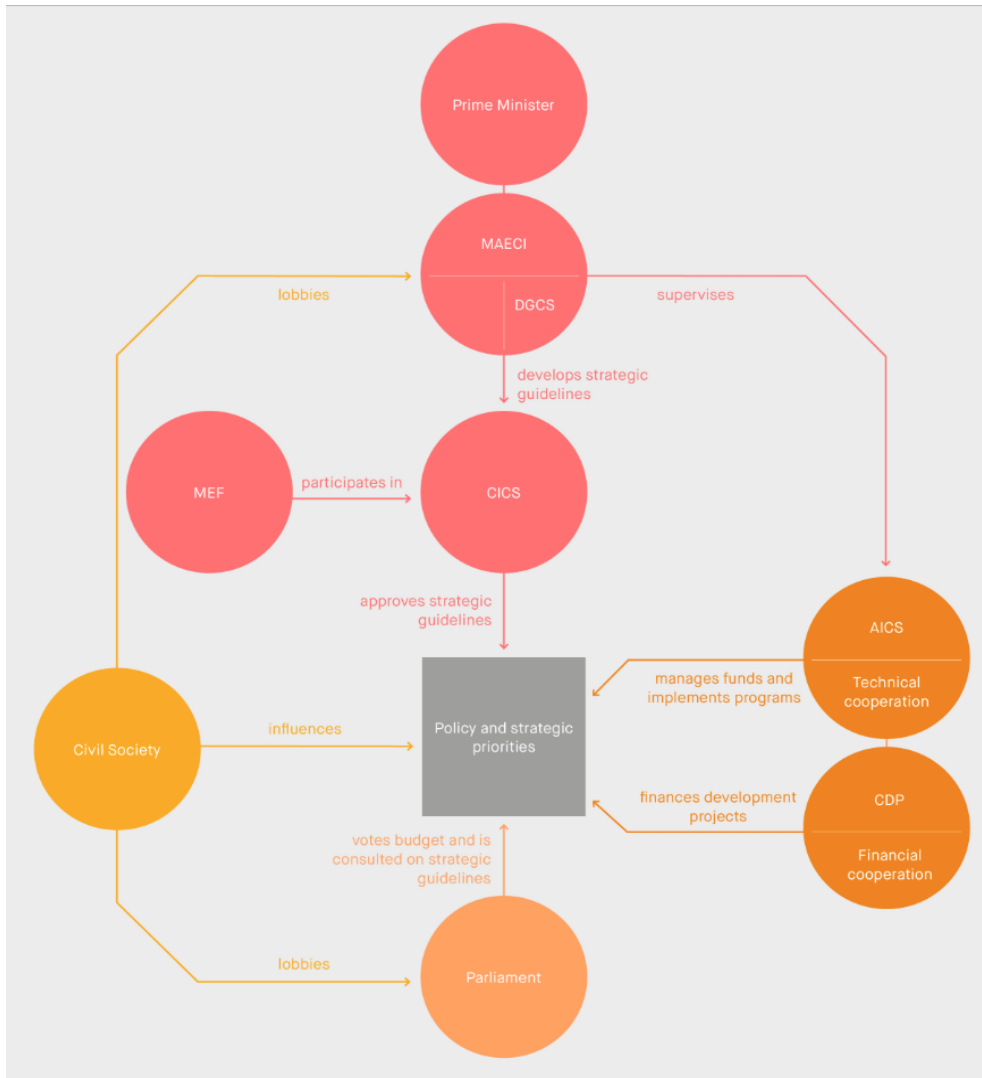 Prime Minister
MAECI
DGCS
lobbies
supervises
develops strategic
guidelines
MEF
participates in
CICS
approves strategic
guidelines
AICS
Technical
cooperation
manages funds and
implements programs
Civil Society
influences
Policy and strategic
priorities
finances development
projects
CDP
Financial
cooperation
votes budget and is
consulted on strategic
guidelines
lobbies
Parliament